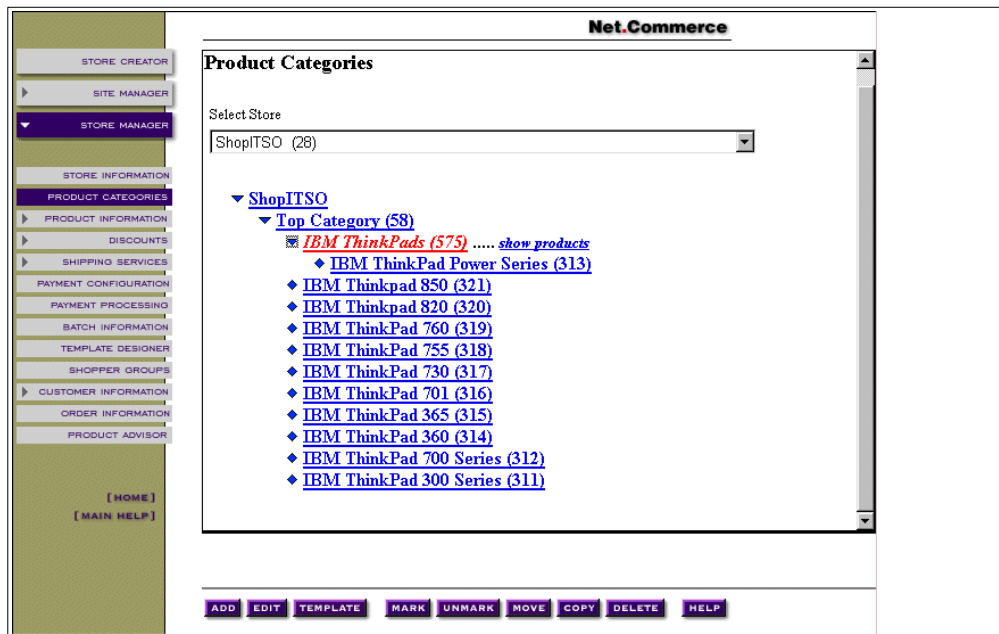 Net.Commerce
STORE CREATOR
SITE MANAGER
STORE MANAGER
STORE INFORMATION
PRODUCT CATEGORIES
PRODUCT INFORMATION
DISCOUNTS
SHIPPING SERVICES
PAYMENT CONFIGURATION
PAYMENT PROCESSING
BATCH INFORMATION
TEMPLATE DESIGNER
SHOPPER GROUPS
CUSTOMER INFORMATION
ORDER INFORMATION
PRODUCT ADVISOR
[HOME]
[MAIN HELP]
Product Categories
Select Store
ShopITSO (28)
ShopITSO
Top Category (58)
IBM ThinkPads (575) ..... show products
IBM ThinkPad Power Series (313)
IBM Thinkpad 850 (321)
IBM Thinkpad 820 (320)
IBM ThinkPad 760 (319)
IBM ThinkPad 755 (318)
IBM ThinkPad 730 (317)
IBM ThinkPad 701 (316)
IBM ThinkPad 365 (315)
IBM ThinkPad 360 (314)
IBM ThinkPad 700 Series (312)
IBM ThinkPad 300 Series (311)
ADD EDIT TEMPLATE MARK UNMARK MOVE COPY DELETE HELP